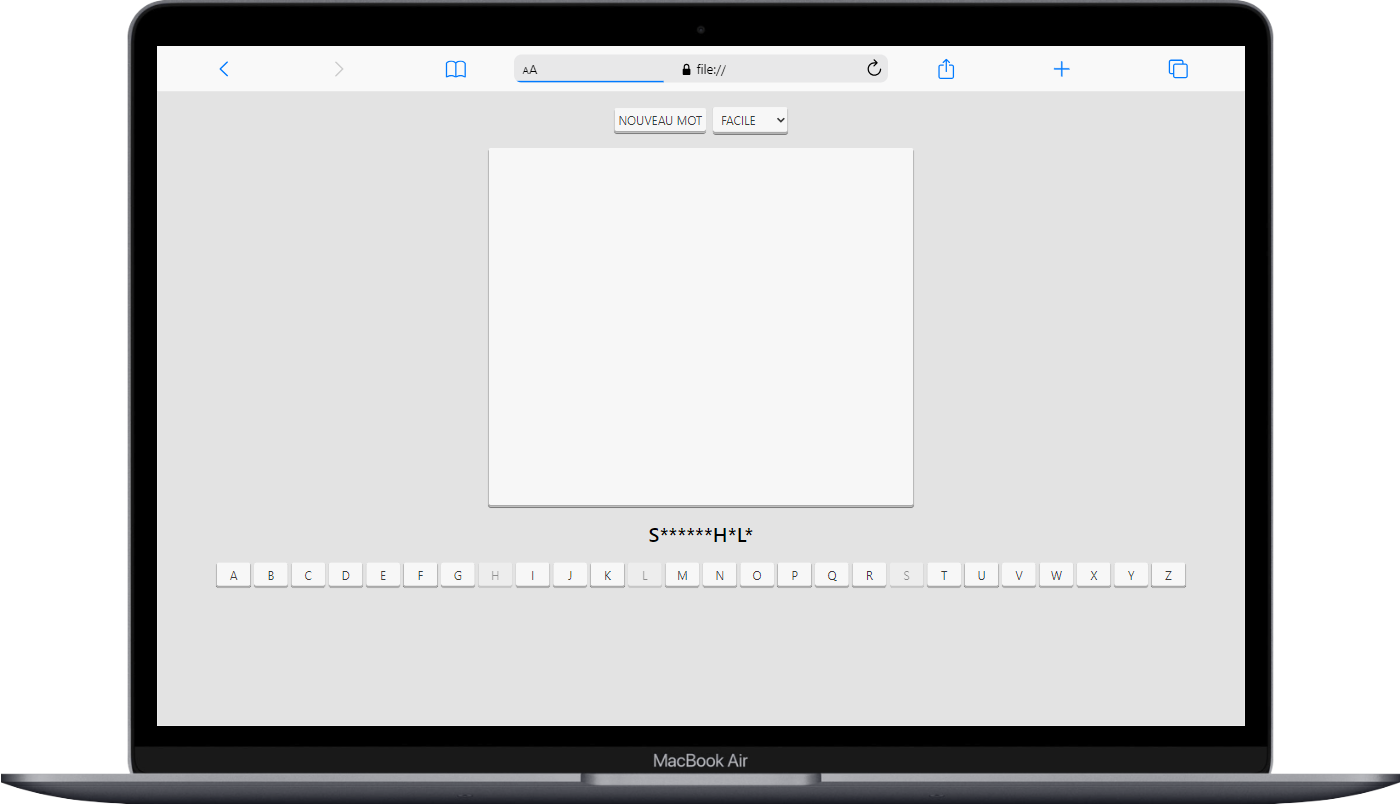 AA file://
NOUVEAU MOT FACILE
S******H*L*
A B C D E F G H I J K L M N O P Q R S T U V W X Y Z
MacBook Air